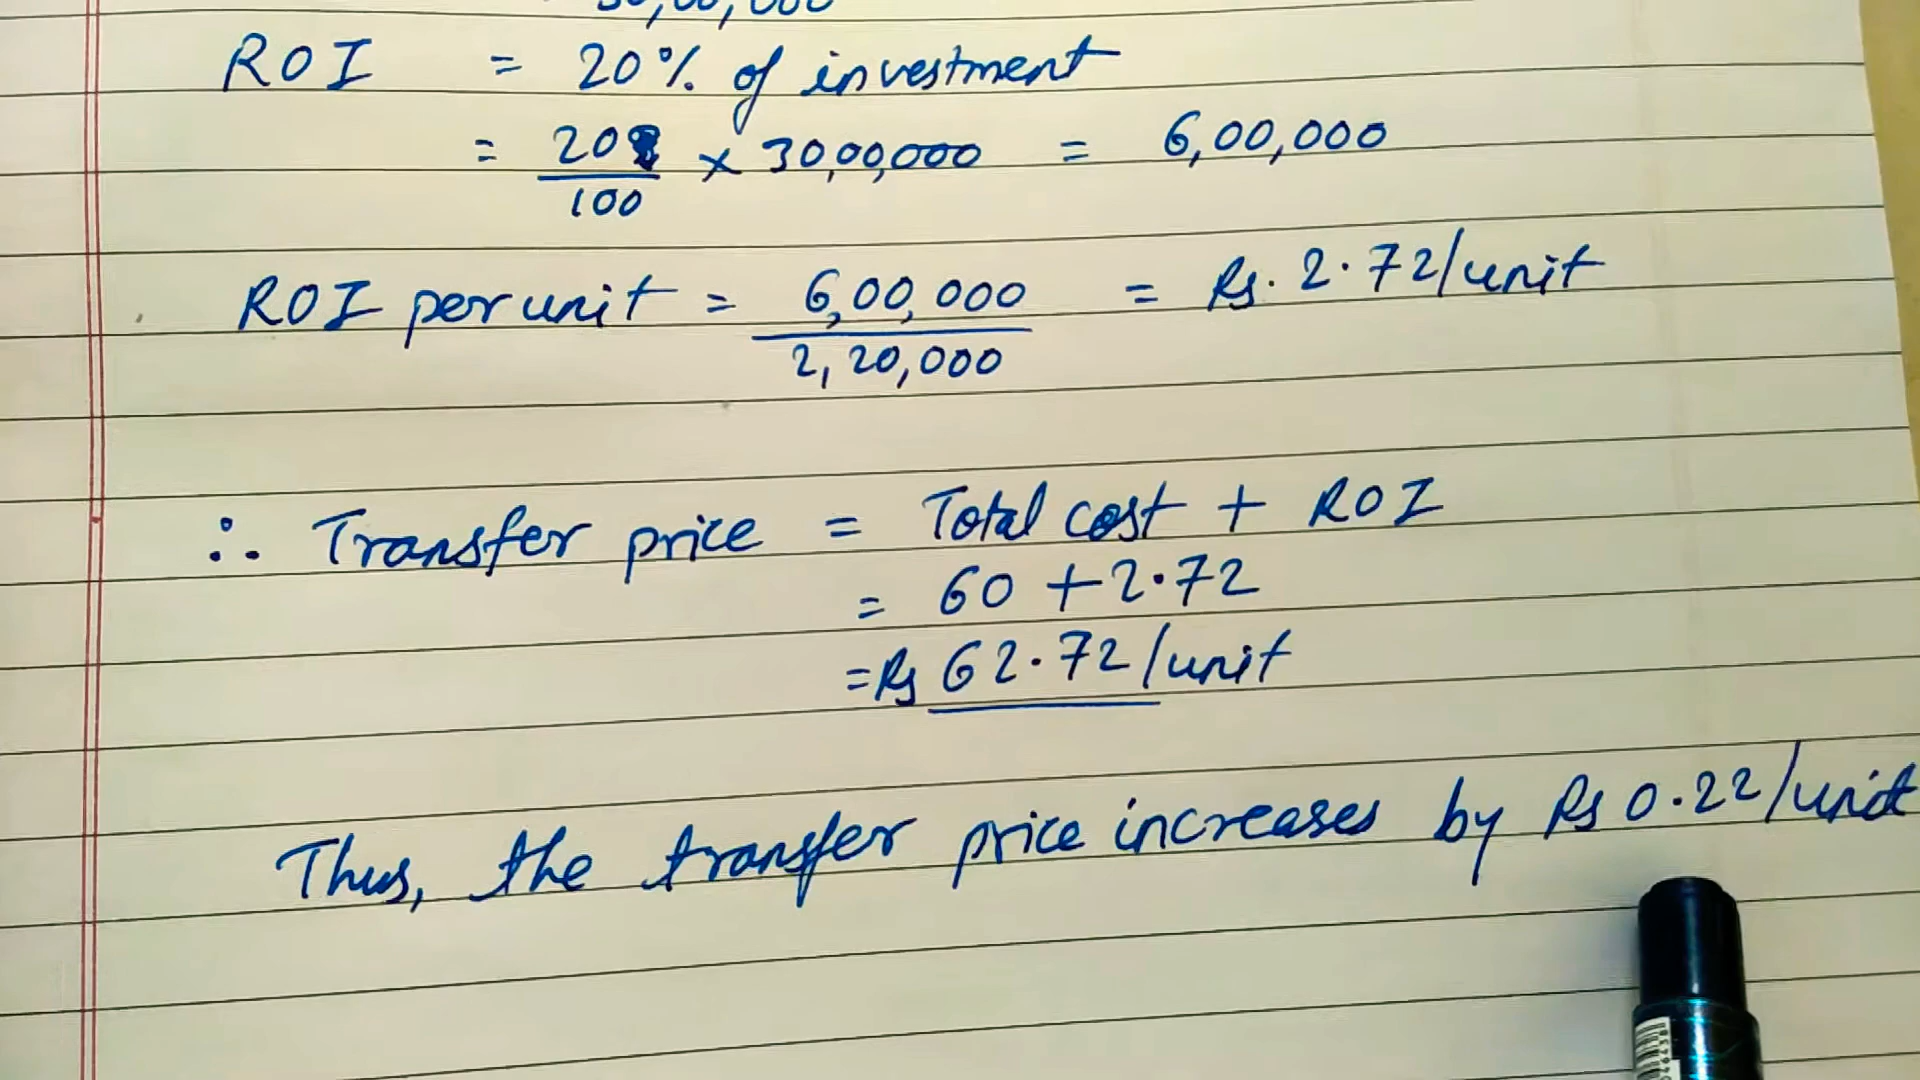 ROI = 20% of investment
= 20 / 100 × 30,00,000 = 6,00,000
ROI per unit = 6,00,000 / 2,20,000 = Rs. 2.72/unit
∴ Transfer price = Total cost + ROI
= 60 + 2.72
= Rs 62.72/unit
Thus, the transfer price increases by Rs 0.22/unit